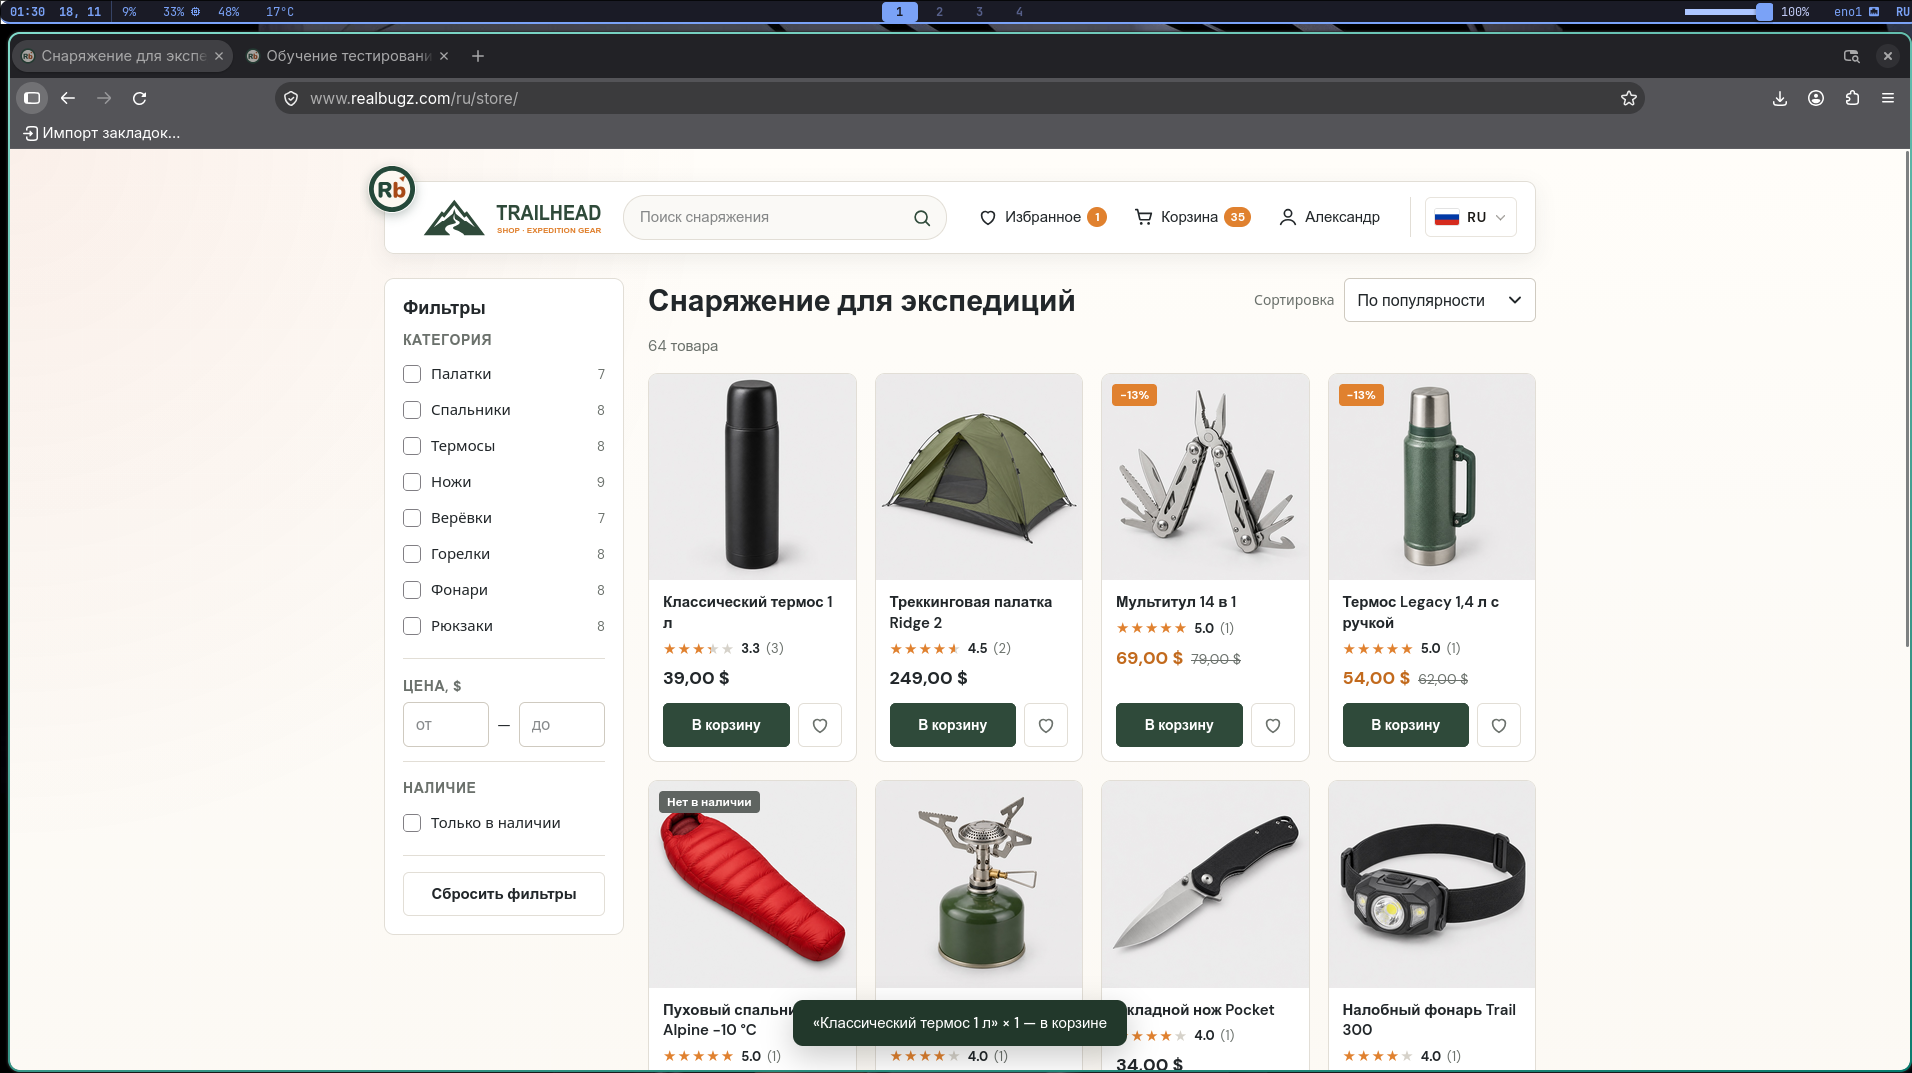 01:30 18, 11 9% 33% 48% 17°C 1 2 3 4 100% eno1 RU
Снаряжение для экспе
Обучение тестировани
www.realbugz.com/ru/store/
Импорт закладок…
Rb
TRAILHEAD
SHOP · EXPEDITION GEAR
Поиск снаряжения
Избранное 1
Корзина 35
Александр
RU
Фильтры
КАТЕГОРИЯ
Палатки 7
Спальники 8
Термосы 8
Ножи 9
Верёвки 7
Горелки 8
Фонари 8
Рюкзаки 8
ЦЕНА, $
от — до
НАЛИЧИЕ
Только в наличии
Сбросить фильтры
Снаряжение для экспедиций
Сортировка По популярности
64 товара
Классический термос 1
л
3.3 (3)
39,00 $
В корзину
Треккинговая палатка
Ridge 2
4.5 (2)
249,00 $
В корзину
−13%
Мультитул 14 в 1
5.0 (1)
69,00 $ 79,00 $
В корзину
−13%
Термос Legacy 1,4 л с
ручкой
5.0 (1)
54,00 $ 62,00 $
В корзину
Нет в наличии
Пуховый спальни
Alpine −10 °C
5.0 (1)
4.0 (1)
кладной нож Pocket
4.0 (1)
34,00 $
Налобный фонарь Trail
300
4.0 (1)
«Классический термос 1 л» × 1 — в корзине